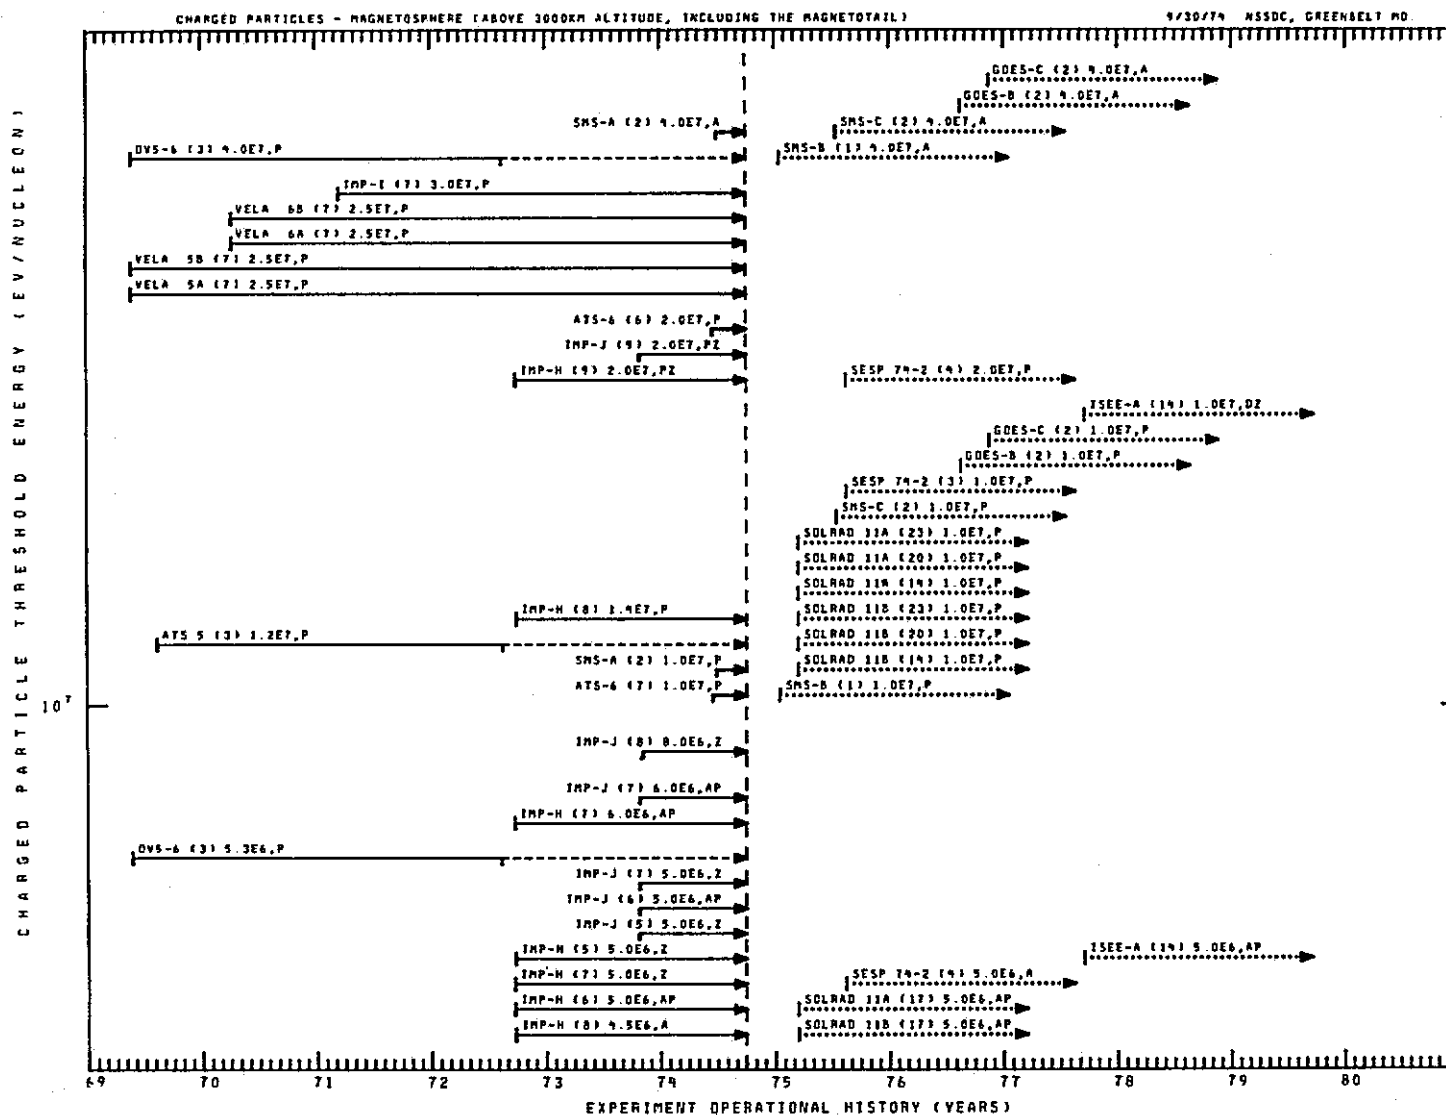 CHARGED PARTICLES - MAGNETOSPHERE (ABOVE 3000KM ALTITUDE, INCLUDING THE MAGNETOTAIL) 9/30/74 NSSDC, GREENBELT MD.
GOES-C (2) 4.0E7,A
GOES-B (2) 4.0E7,A
SMS-A (2) 4.0E7,A SMS-C (2) 4.0E7,A
OV5-6 (3) 4.0E7,P SMS-B (1) 4.0E7,A
IMP-I (7) 3.0E7,P
VELA 6B (7) 2.5E7,P
VELA 6A (7) 2.5E7,P
VELA 5B (7) 2.5E7,P
VELA 5A (7) 2.5E7,P
ATS-6 (6) 2.0E7,P
IMP-J (9) 2.0E7,PZ
IMP-H (9) 2.0E7,PZ SESP 74-2 (4) 2.0E7,P
ISEE-A (14) 1.0E7,DZ
GOES-C (2) 1.0E7,P
GOES-B (2) 1.0E7,P
SESP 74-2 (3) 1.0E7,P
SMS-C (2) 1.0E7,P
SOLRAD 11A (23) 1.0E7,P
SOLRAD 11A (20) 1.0E7,P
SOLRAD 11A (14) 1.0E7,P
IMP-H (8) 1.4E7,P SOLRAD 11B (23) 1.0E7,P
ATS 5 (3) 1.2E7,P SOLRAD 11B (20) 1.0E7,P
SMS-A (2) 1.0E7,P SOLRAD 11B (14) 1.0E7,P
ATS-6 (7) 1.0E7,P SMS-B (1) 1.0E7,P
10⁷
IMP-J (8) 8.0E6,Z
IMP-J (7) 6.0E6,AP
IMP-H (7) 6.0E6,AP
OV5-6 (3) 5.3E6,P
IMP-J (7) 5.0E6,Z
IMP-J (6) 5.0E6,AP
IMP-J (5) 5.0E6,Z
IMP-H (5) 5.0E6,Z ISEE-A (14) 5.0E6,AP
IMP-H (7) 5.0E6,Z SESP 74-2 (4) 5.0E6,A
IMP-H (6) 5.0E6,AP SOLRAD 11A (17) 5.0E6,AP
IMP-H (8) 4.5E6,A SOLRAD 11B (17) 5.0E6,AP
69 70 71 72 73 74 75 76 77 78 79 80
EXPERIMENT OPERATIONAL HISTORY (YEARS)
CHARGED PARTICLE THRESHOLD ENERGY (EV/NUCLEON)